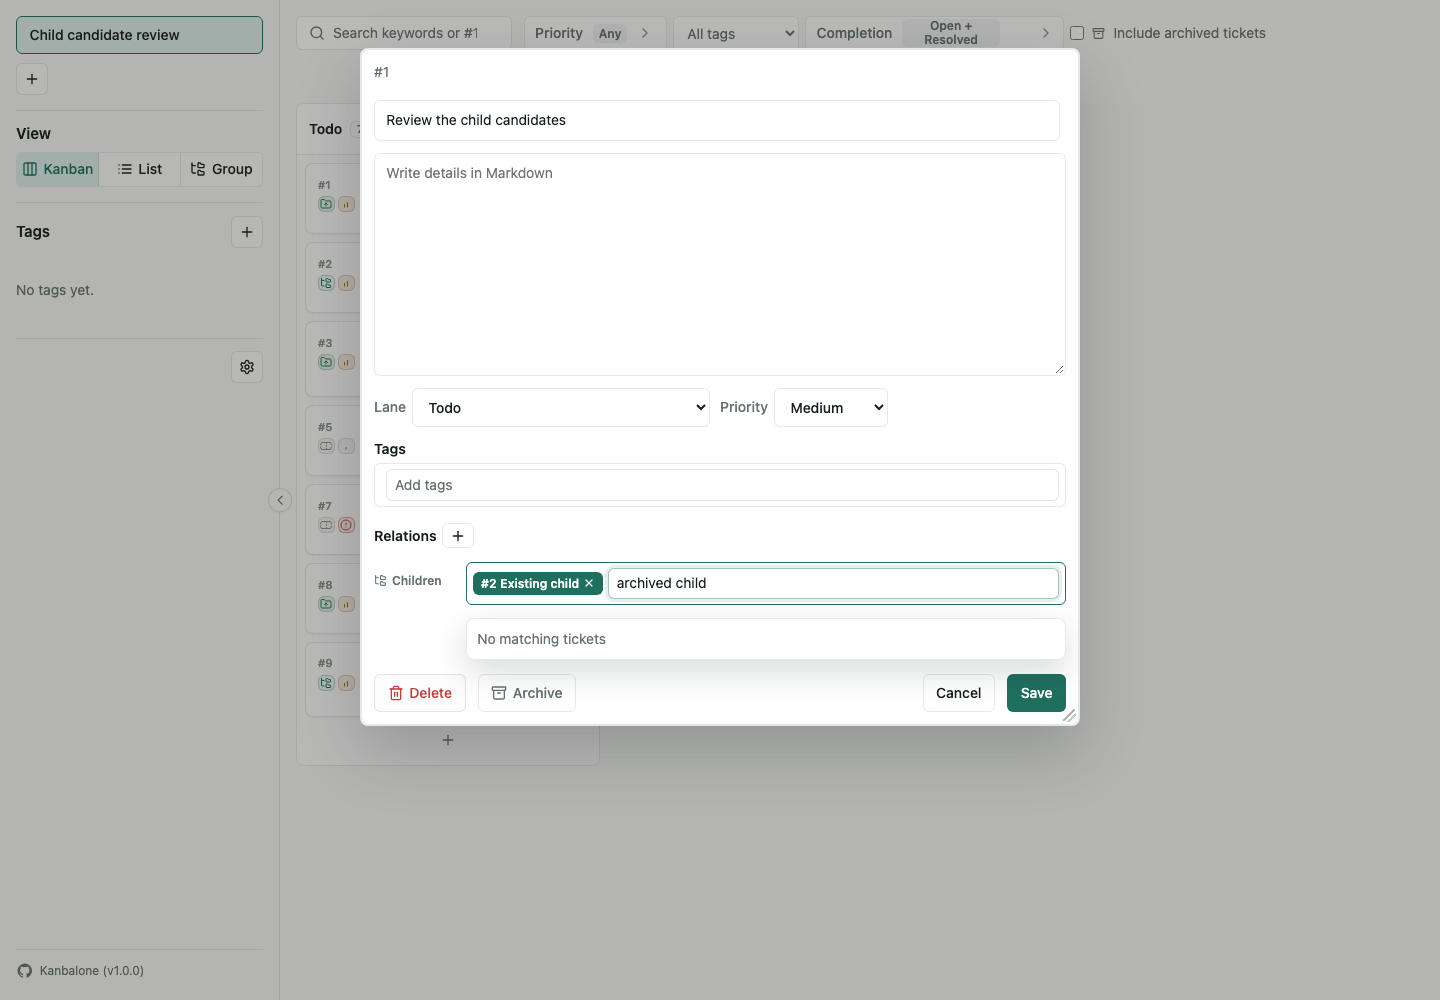 Child candidate review
View
Kanban
List
Group
Tags
No tags yet.
Kanbalone (v1.0.0)
Search keywords or #1
Priority Any
All tags
Completion
Open +
Resolved
Include archived tickets
Todo
#1
#2
#3
#5
#7
#8
#9
#1
Review the child candidates
Write details in Markdown
Lane
Todo
Priority
Medium
Tags
Add tags
Relations
Children
#2 Existing child
archived child
No matching tickets
Delete
Archive
Cancel
Save